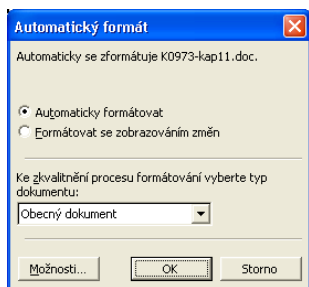 Automatický formát
Automaticky se zformátuje K0973-kap11.doc.
Automaticky formátovat
Formátovat se zobrazováním změn
Ke zkvalitnění procesu formátování vyberte typ
dokumentu:
Obecný dokument
Možnosti... OK Storno